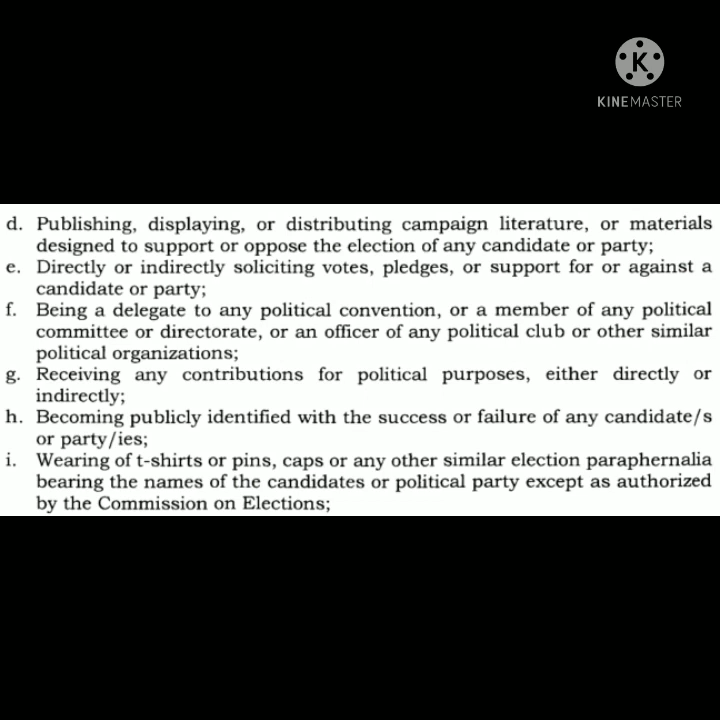 K
KINEMASTER
d. Publishing, displaying, or distributing campaign literature, or materials
designed to support or oppose the election of any candidate or party;
e. Directly or indirectly soliciting votes, pledges, or support for or against a
candidate or party;
f. Being a delegate to any political convention, or a member of any political
committee or directorate, or an officer of any political club or other similar
political organizations;
g. Receiving any contributions for political purposes, either directly or
indirectly;
h. Becoming publicly identified with the success or failure of any candidate/s
or party/ies;
i. Wearing of t-shirts or pins, caps or any other similar election paraphernalia
bearing the names of the candidates or political party except as authorized
by the Commission on Elections;